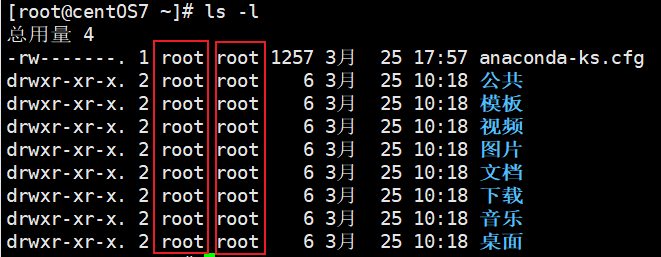 [root@centOS7 ~]# ls -l
总用量 4
-rw-------. 1 root root 1257 3月  25 17:57 anaconda-ks.cfg
drwxr-xr-x. 2 root root    6 3月  25 10:18 公共
drwxr-xr-x. 2 root root    6 3月  25 10:18 模板
drwxr-xr-x. 2 root root    6 3月  25 10:18 视频
drwxr-xr-x. 2 root root    6 3月  25 10:18 图片
drwxr-xr-x. 2 root root    6 3月  25 10:18 文档
drwxr-xr-x. 2 root root    6 3月  25 10:18 下载
drwxr-xr-x. 2 root root    6 3月  25 10:18 音乐
drwxr-xr-x. 2 root root    6 3月  25 10:18 桌面